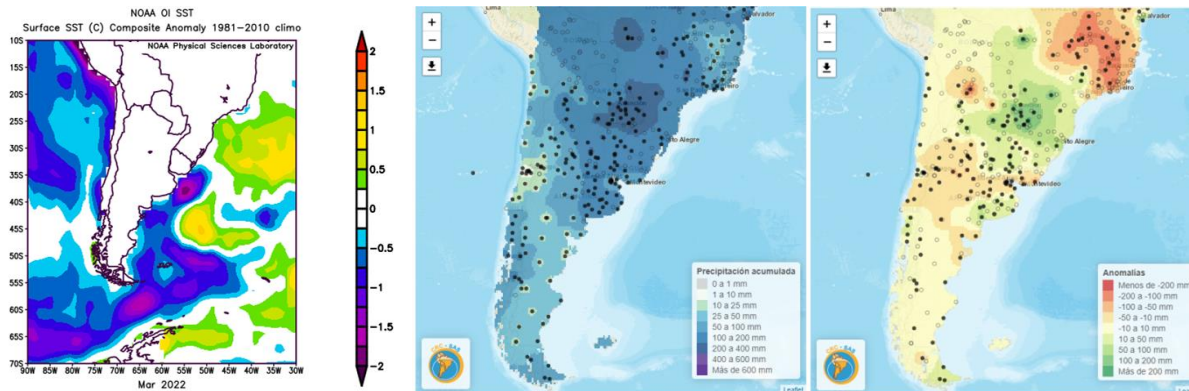 NOAA OI SST
Surface SST (C) Composite Anomaly 1981–2010 climo
NOAA Physical Sciences Laboratory
10S
15S
20S
25S
30S
35S
40S
45S
50S
55S
60S
65S
70S
90W
85W
80W
75W
70W
65W
60W
55W
50W
45W
40W
35W
30W
Mar 2022
2
1.5
1
0.5
0
−0.5
−1
−1.5
−2
+
−
Lima
Salvador
Alegre
Montevideo
Precipitación acumulada
0 a 1 mm
1 a 10 mm
10 a 25 mm
25 a 50 mm
50 a 100 mm
100 a 200 mm
200 a 400 mm
400 a 600 mm
Más de 600 mm
Leaflet
+
−
Lima
Salvador
Alegre
Montevideo
Anomalías
Menos de -200 mm
-200 a -100 mm
-100 a -50 mm
-50 a -10 mm
-10 a 10 mm
10 a 50 mm
50 a 100 mm
100 a 200 mm
Más de 200 mm